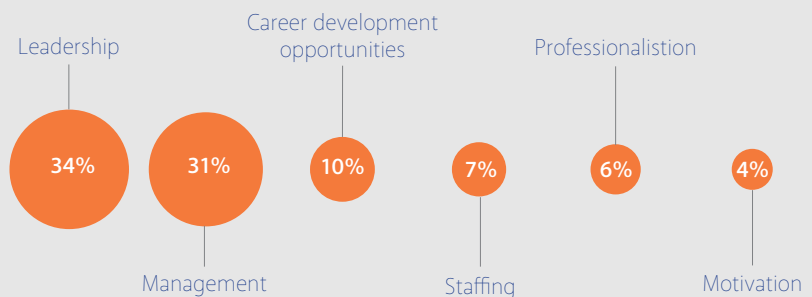 Leadership
Career development
opportunities
Professionalistion
34%
31%
10%
7%
6%
4%
Management
Staffing
Motivation